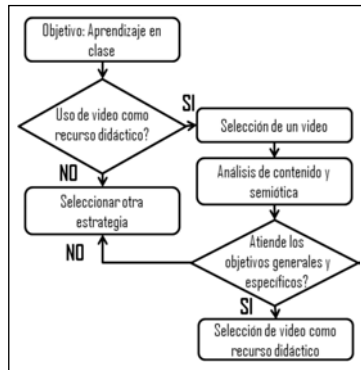 Objetivo: Aprendizaje en
clase
Uso de video como
recurso didáctico?
SI
Selección de un video
NO
Análisis de contenido y
semiótica
Seleccionar otra
estrategia
NO
Atiende los
objetivos generales y
específicos?
SI
Selección de video como
recurso didáctico